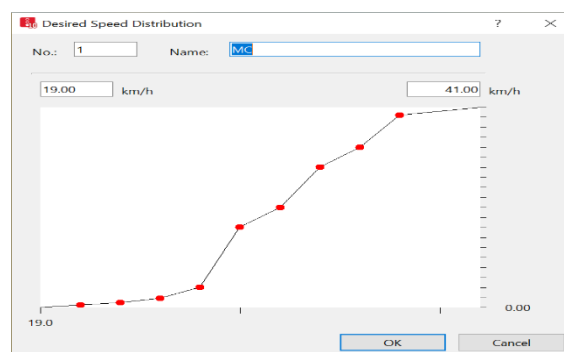 Desired Speed Distribution ? ×
No.: 1 Name: MC
19.00 km/h 41.00 km/h
0.00
19.0
OK Cancel